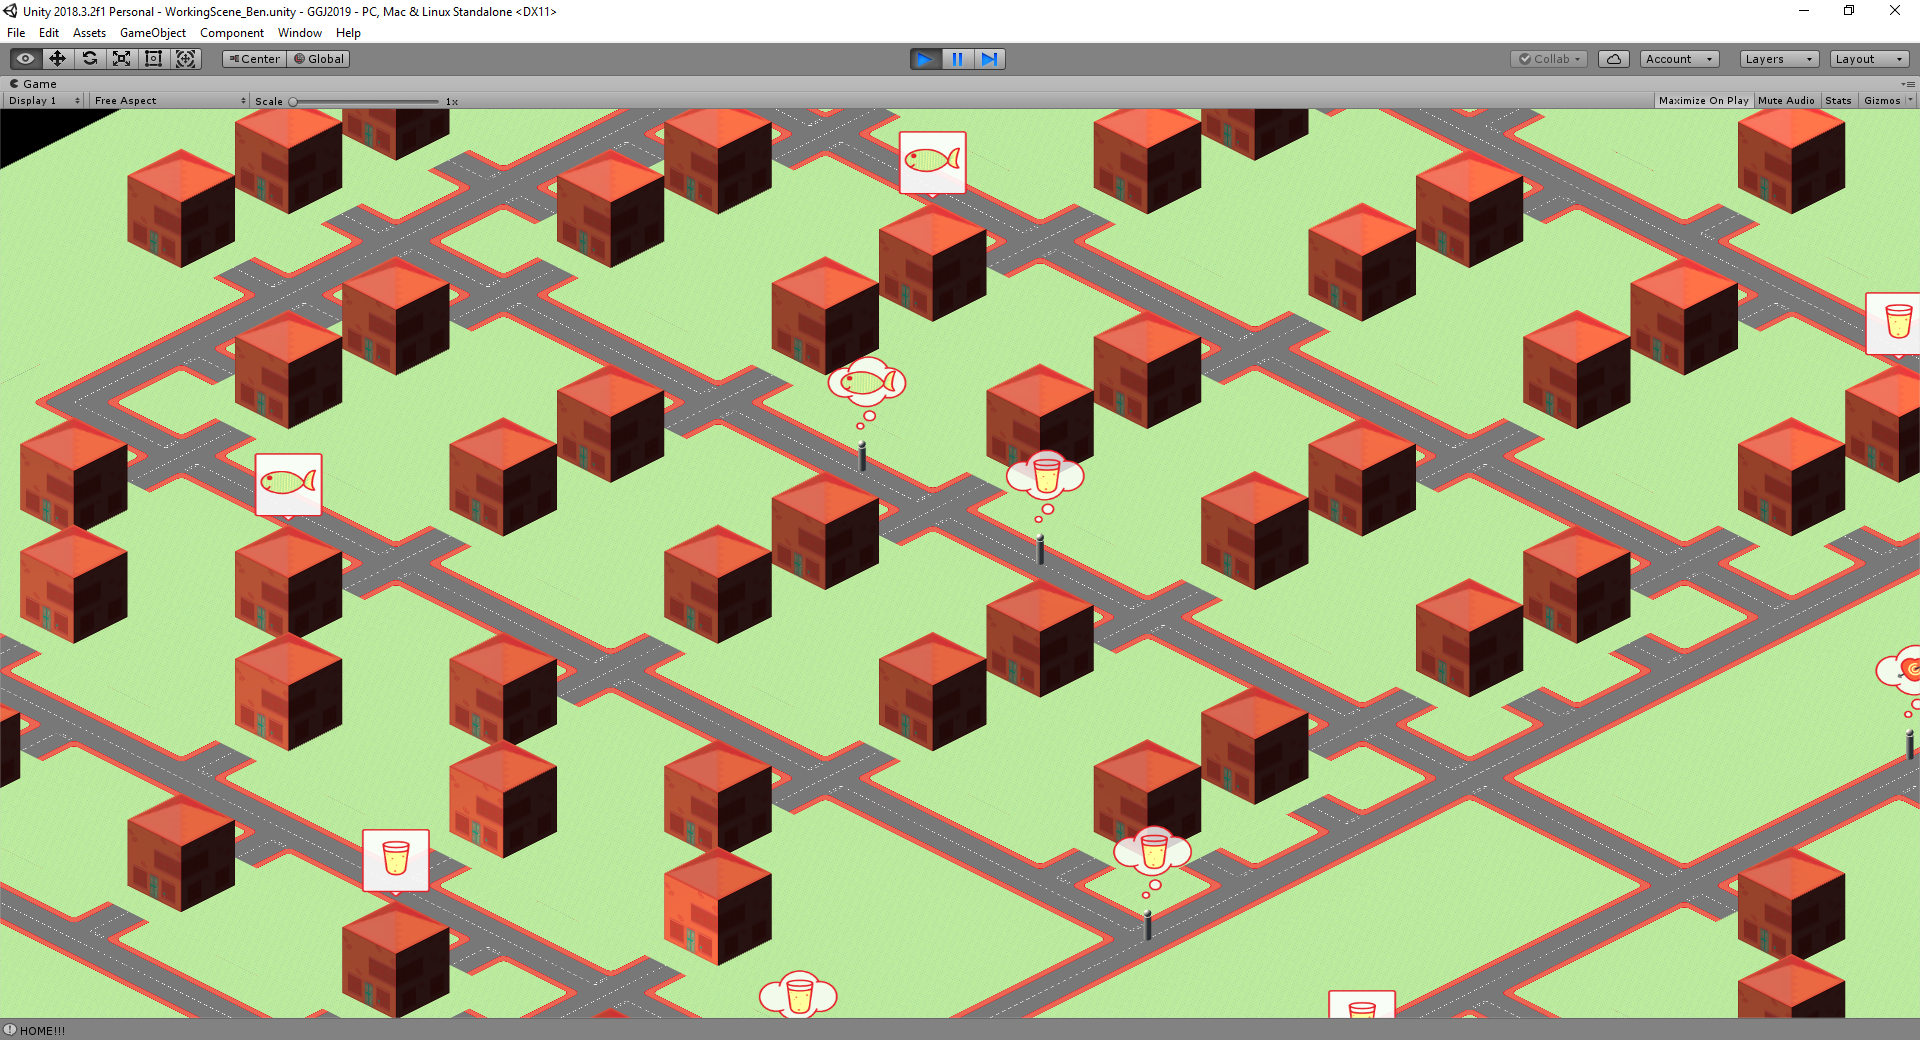 Unity 2018.3.2f1 Personal - WorkingScene_Ben.unity - GGJ2019 - PC, Mac & Linux Standalone <DX11>
File Edit Assets GameObject Component Window Help
Center Global Collab Account Layers Layout
Game
Display 1 Free Aspect Scale 1x Maximize On Play Mute Audio Stats Gizmos
HOME!!!